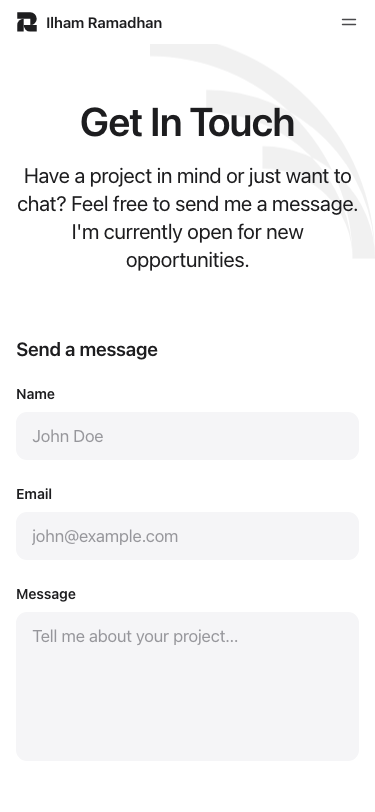 Ilham Ramadhan
Get In Touch
Have a project in mind or just want to
chat? Feel free to send me a message.
I'm currently open for new
opportunities.
Send a message
Name
John Doe
Email
john@example.com
Message
Tell me about your project...